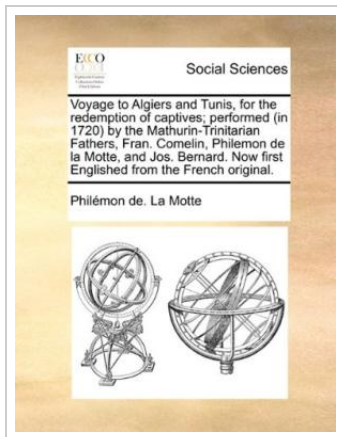 ECCO
Social Sciences
Voyage to Algiers and Tunis, for the
redemption of captives; performed (in
1720) by the Mathurin-Trinitarian
Fathers, Fran. Comelin, Philemon de
la Motte, and Jos. Bernard. Now first
Englished from the French original.
Philémon de. La Motte